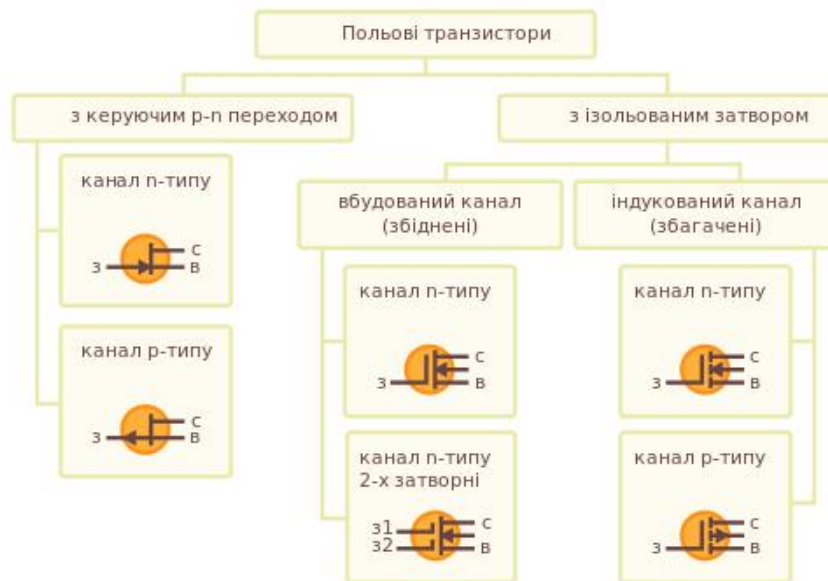 Польові транзистори
з керуючим p-n переходом
з ізольованим затвором
канал n-типу
с
з
в
канал p-типу
с
з
в
вбудований канал
(збіднені)
індукований канал
(збагачені)
канал n-типу
с
з
в
канал n-типу
2-х затворні
з1
с
з2
в
канал n-типу
с
з
в
канал p-типу
с
з
в